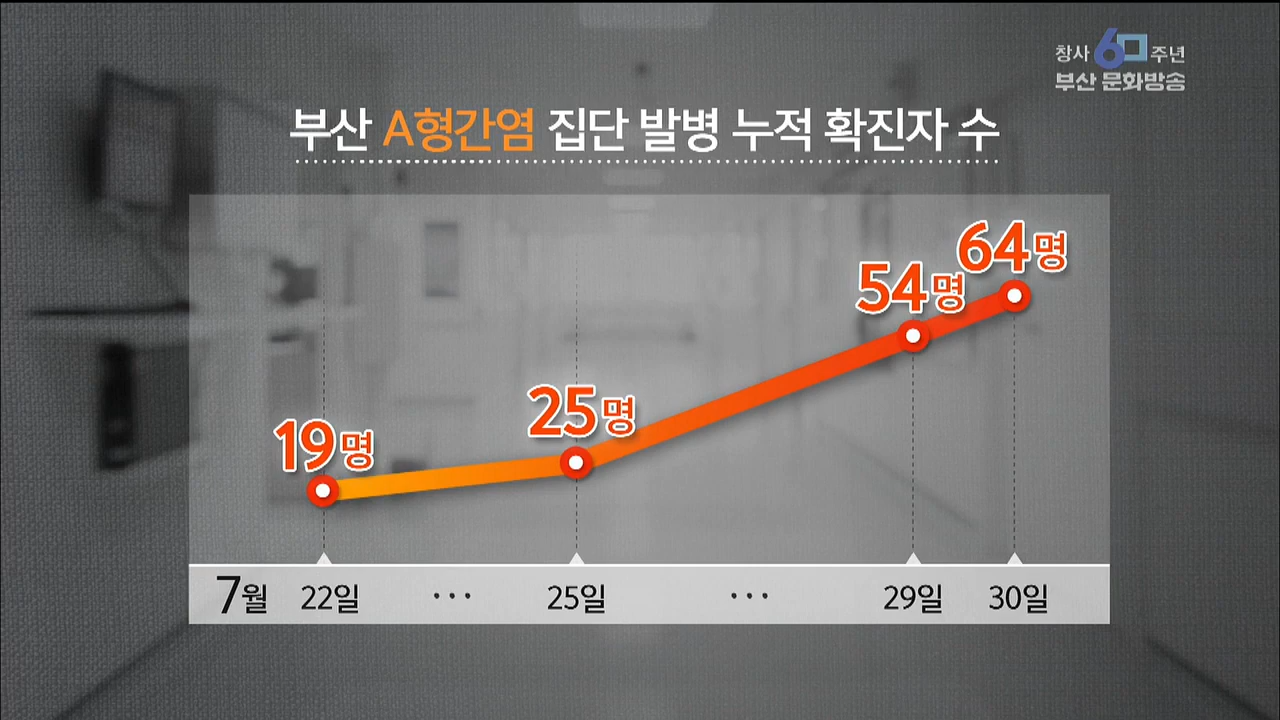 창사 60 주년
부산 문화방송
부산 A형간염 집단 발병 누적 확진자 수
64명
54명
25명
19명
7월 22일 ··· 25일 ··· 29일 30일